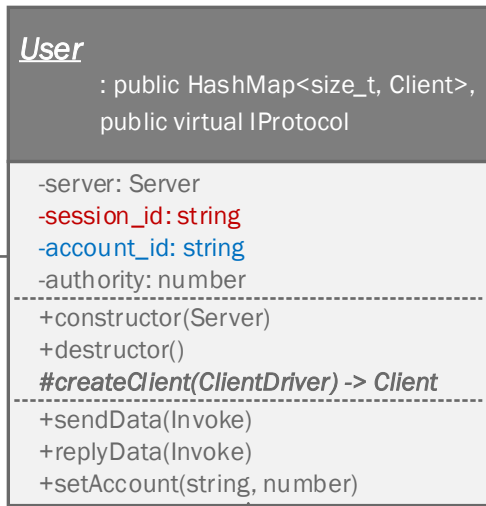 User
: public HashMap<size_t, Client>,
public virtual IProtocol
-server: Server
-session_id: string
-account_id: string
-authority: number
+constructor(Server)
+destructor()
#createClient(ClientDriver) -> Client
+sendData(Invoke)
+replyData(Invoke)
+setAccount(string, number)